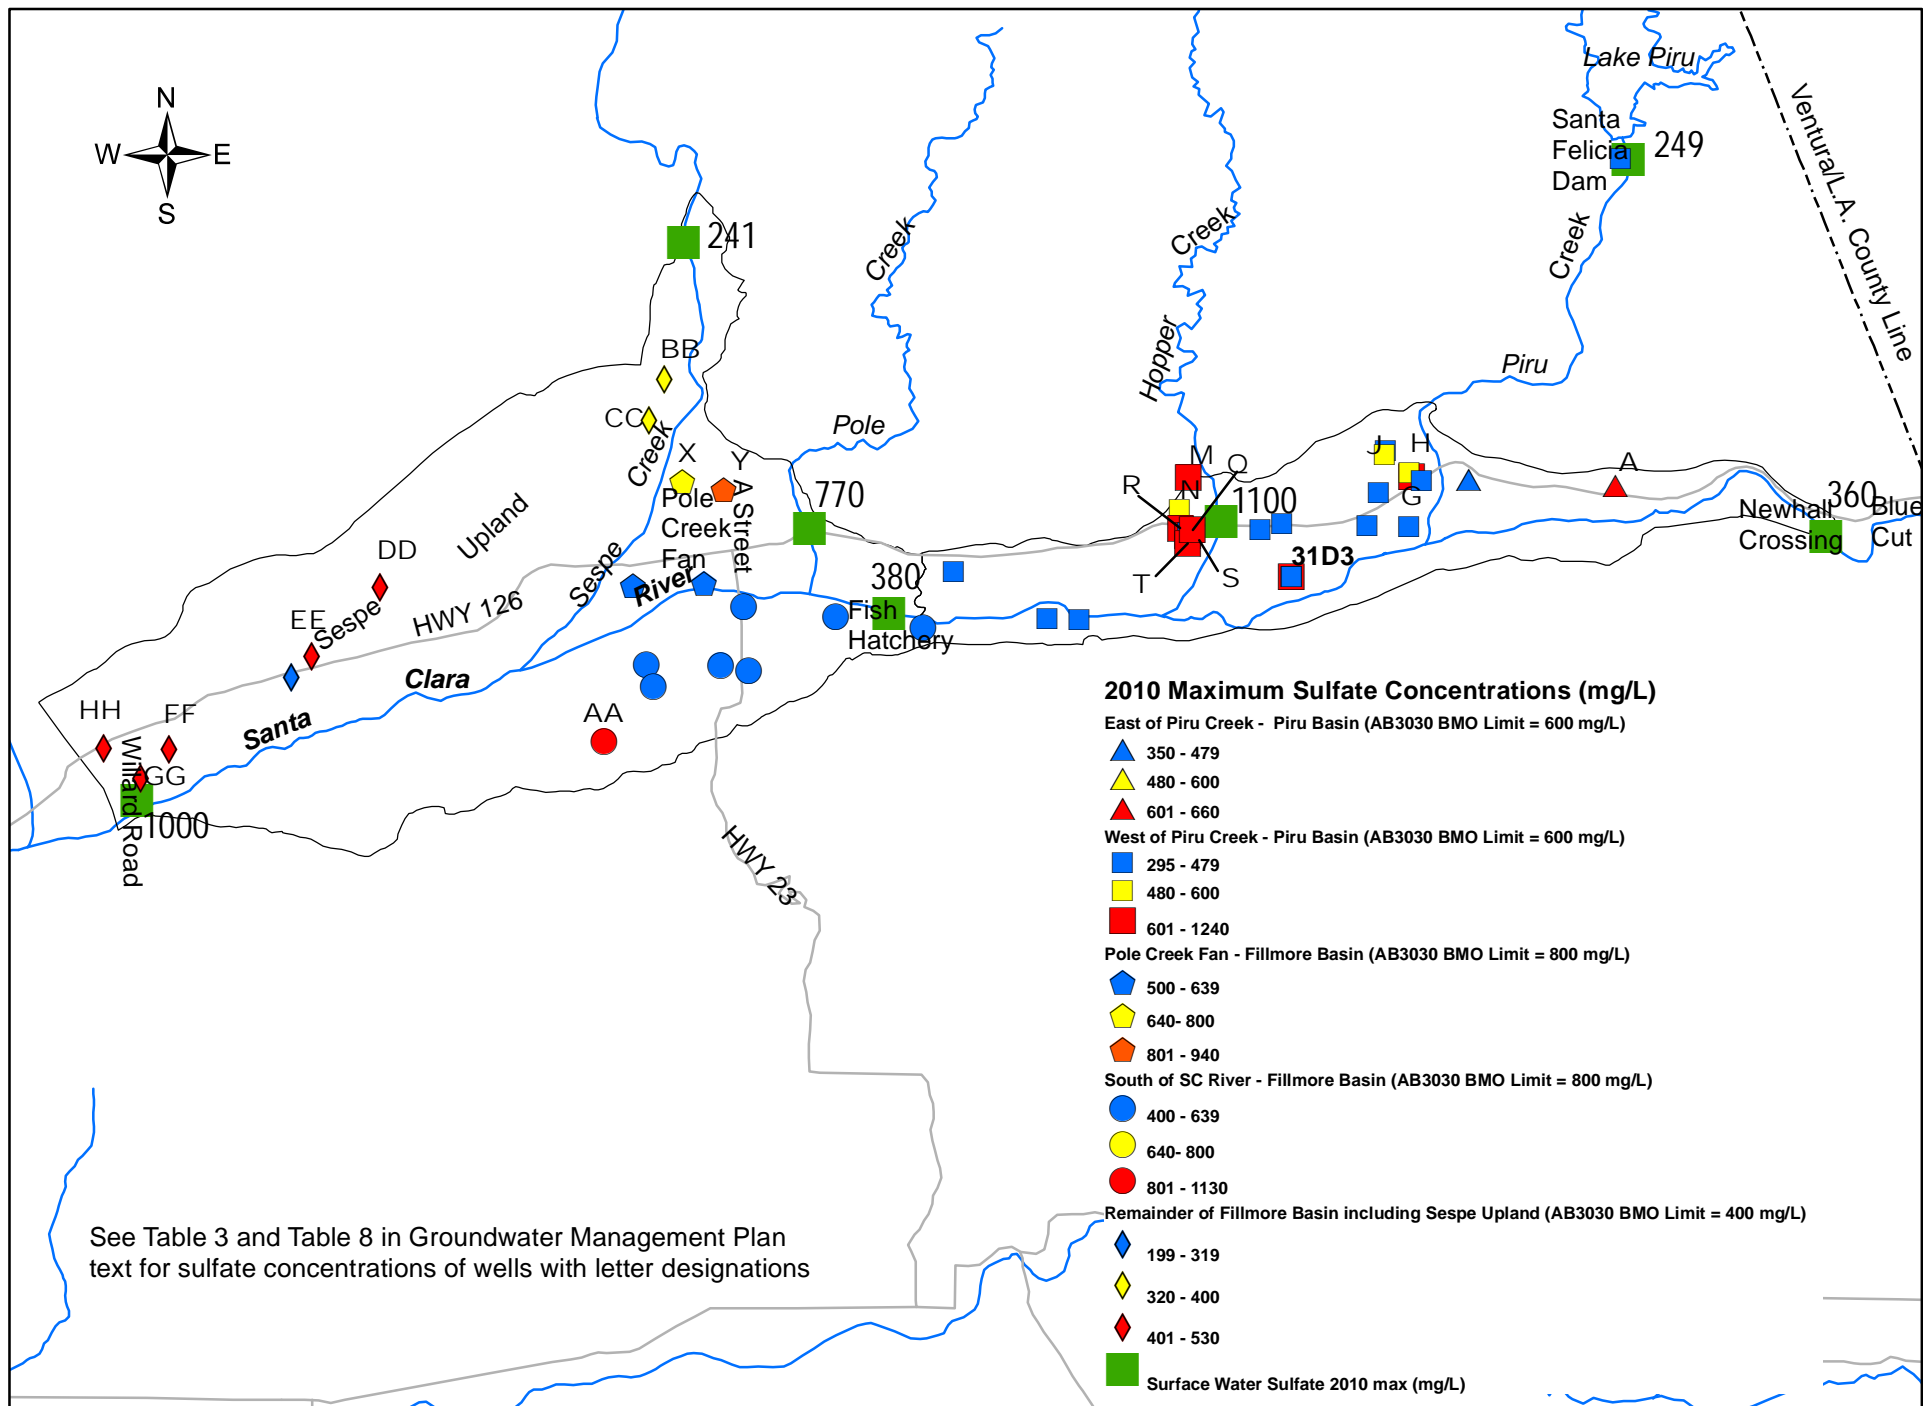 N
W E
S
Lake Piru
Santa
Felicia
Dam
249
Ventura/L.A. County Line
241
Creek
Creek
Creek
Hopper
Piru
Pole
BB
CC
Creek
X
Y
Pole
Creek
Fan
A Street
770
M
Q
R
N
1100
J
H
G
A
360
Newhall
Crossing
Blue
Cut
31D3
T
S
DD
Upland
Sespe
River
380
Fish
Hatchery
EE
Sespe
HWY 126
Clara
Santa
HH
FF
GG
Willard Road
1000
AA
HWY 23
2010 Maximum Sulfate Concentrations (mg/L)
East of Piru Creek - Piru Basin (AB3030 BMO Limit = 600 mg/L)
350 - 479
480 - 600
601 - 660
West of Piru Creek - Piru Basin (AB3030 BMO Limit = 600 mg/L)
295 - 479
480 - 600
601 - 1240
Pole Creek Fan - Fillmore Basin (AB3030 BMO Limit = 800 mg/L)
500 - 639
640- 800
801 - 940
South of SC River - Fillmore Basin (AB3030 BMO Limit = 800 mg/L)
400 - 639
640- 800
801 - 1130
Remainder of Fillmore Basin including Sespe Upland (AB3030 BMO Limit = 400 mg/L)
199 - 319
320 - 400
401 - 530
Surface Water Sulfate 2010 max (mg/L)
See Table 3 and Table 8 in Groundwater Management Plan
text for sulfate concentrations of wells with letter designations